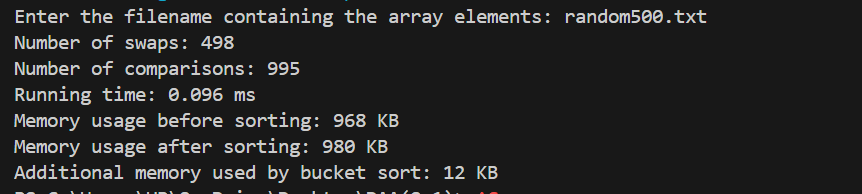 Enter the filename containing the array elements: random500.txt
Number of swaps: 498
Number of comparisons: 995
Running time: 0.096 ms
Memory usage before sorting: 968 KB
Memory usage after sorting: 980 KB
Additional memory used by bucket sort: 12 KB